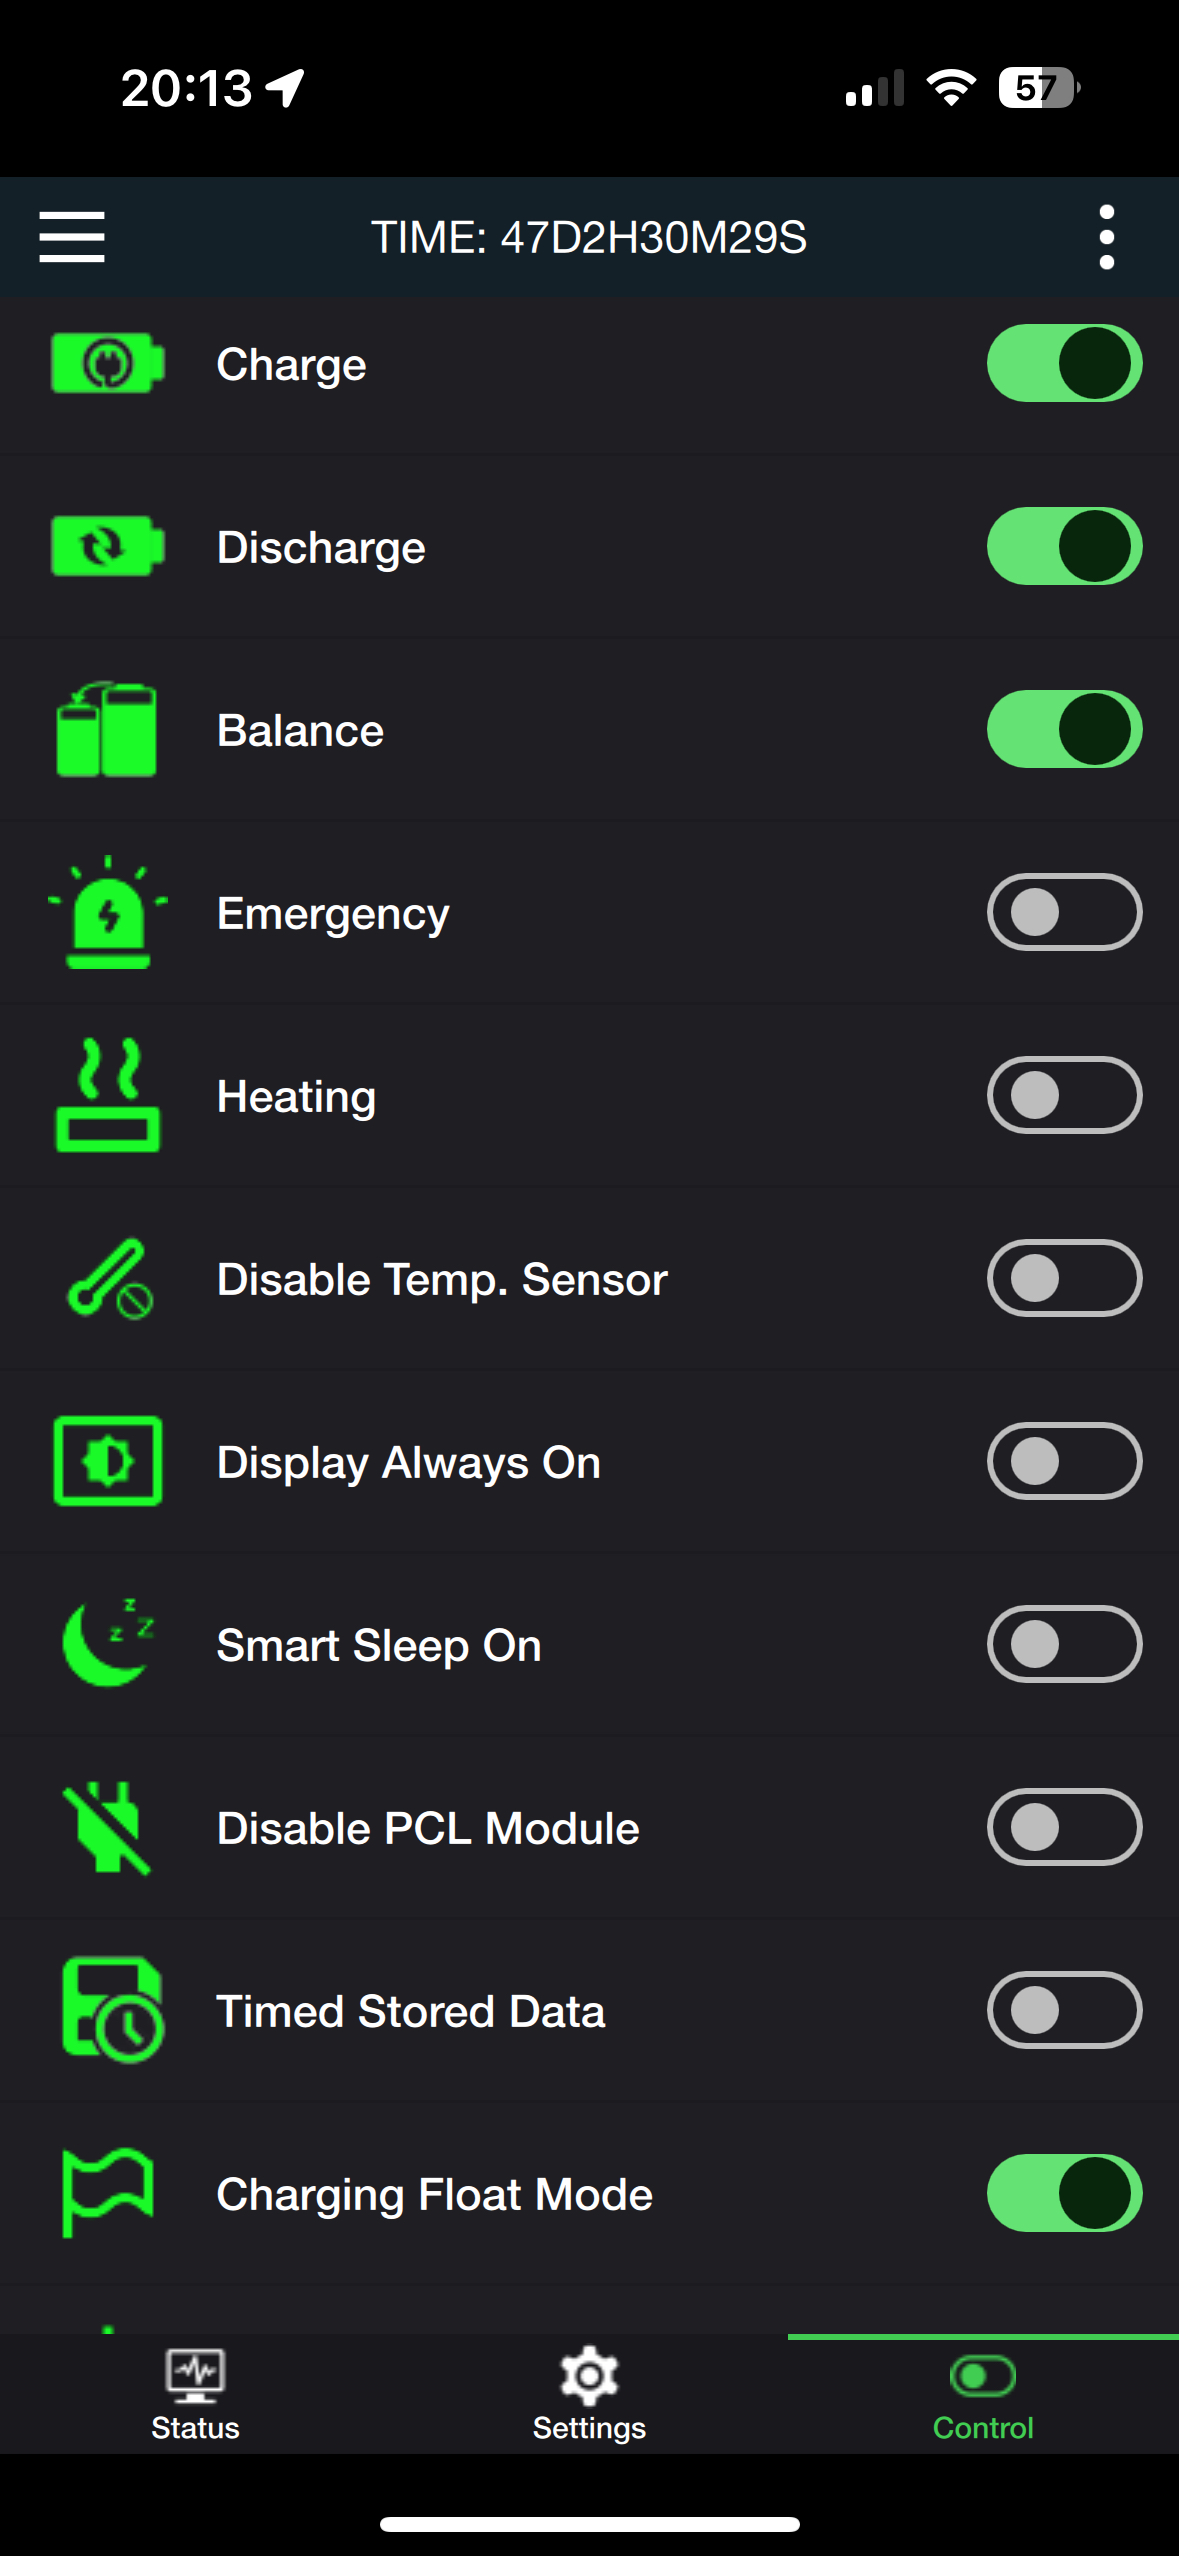 20:13
57
TIME: 47D2H30M29S
Charge
Discharge
Balance
Emergency
Heating
Disable Temp. Sensor
Display Always On
Smart Sleep On
Disable PCL Module
Timed Stored Data
Charging Float Mode
Status
Settings
Control